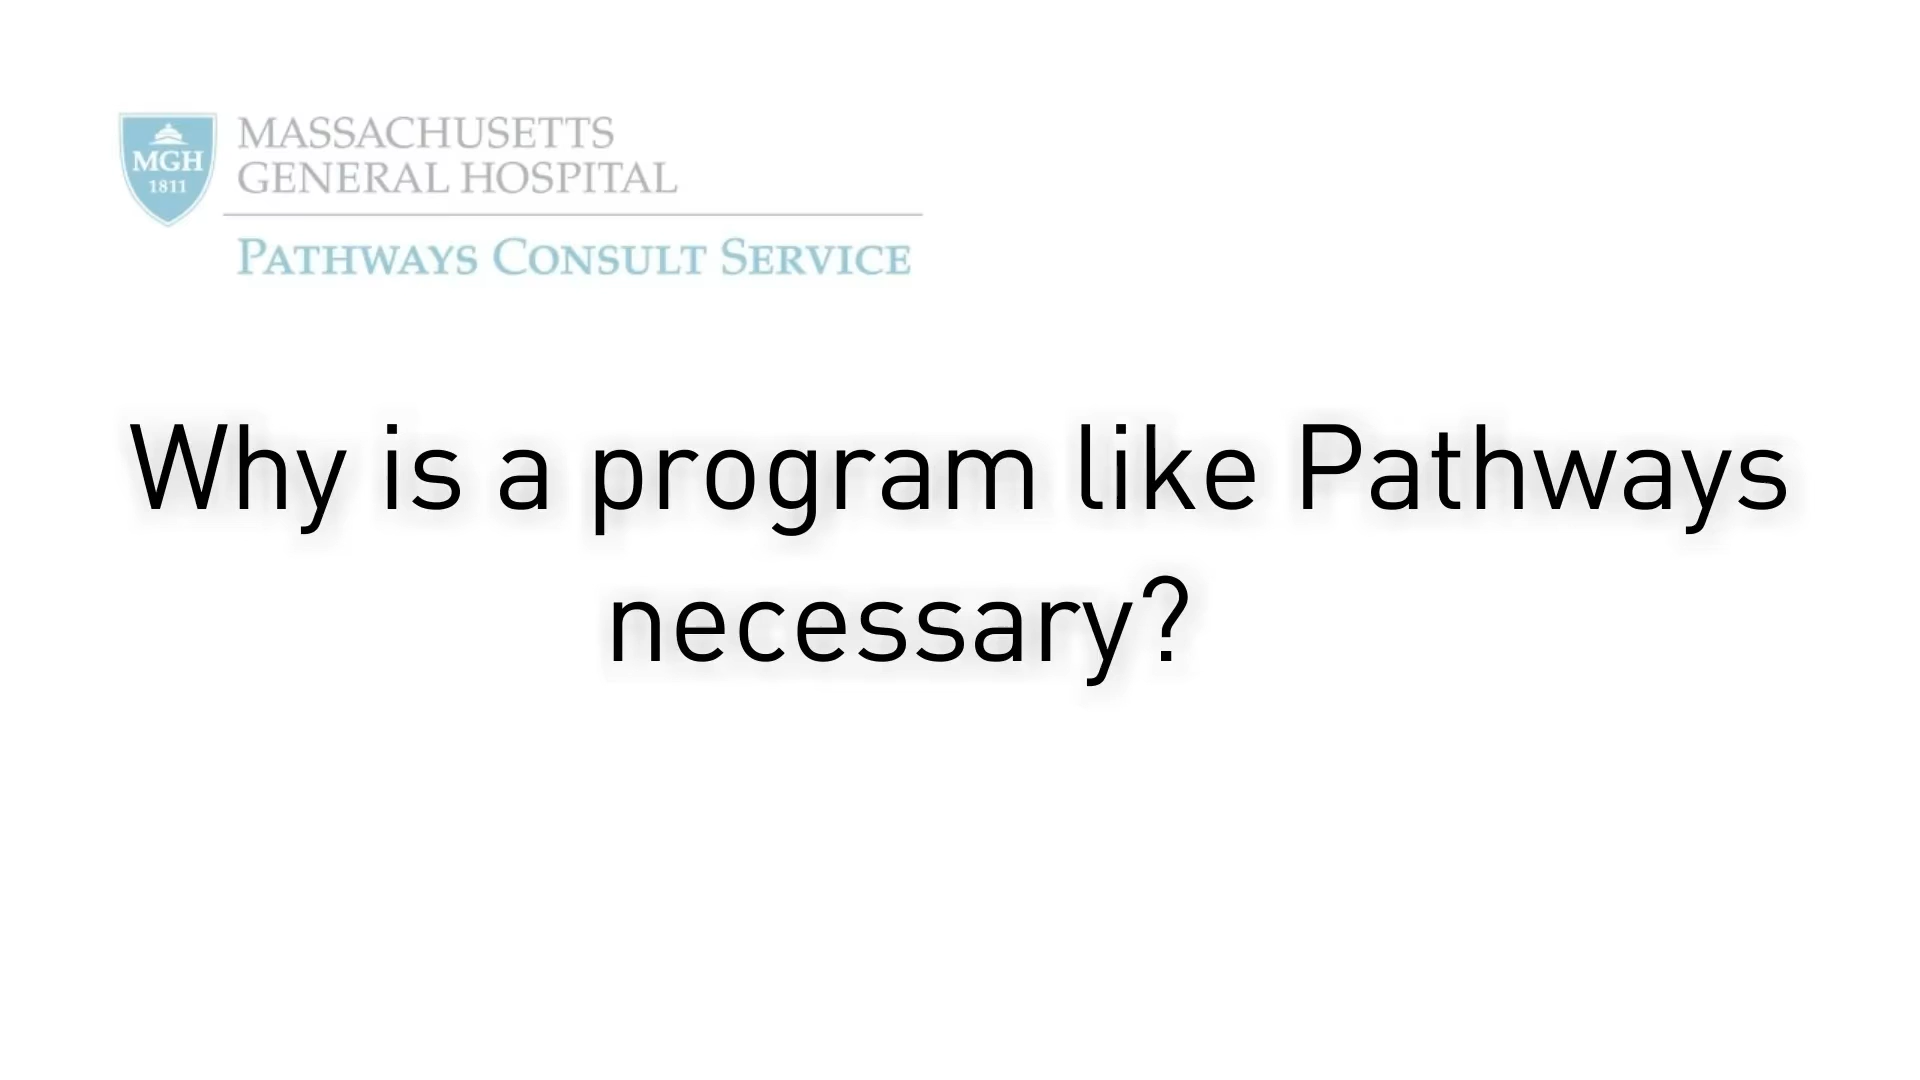 MGH
1811
MASSACHUSETTS
GENERAL HOSPITAL
PATHWAYS CONSULT SERVICE
Why is a program like Pathways
necessary?